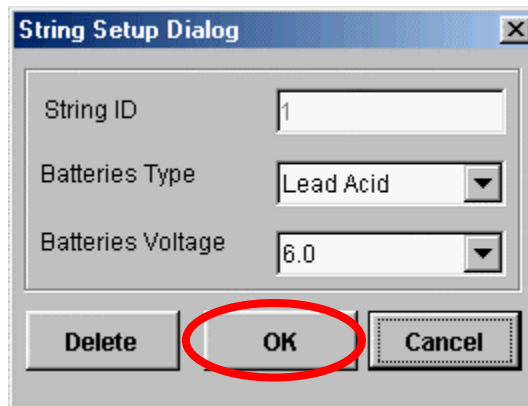 String Setup Dialog
String ID 1
Batteries Type Lead Acid
Batteries Voltage 6.0
Delete OK Cancel